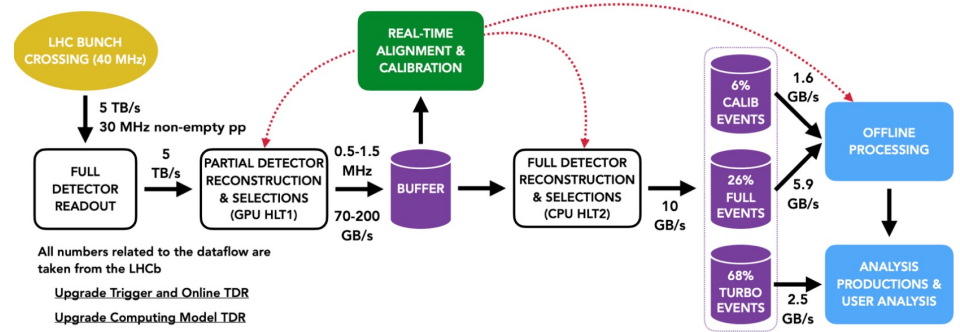 LHC BUNCH
CROSSING (40 MHz)
5 TB/s
30 MHz non-empty pp
FULL
DETECTOR
READOUT
5
TB/s
PARTIAL DETECTOR
RECONSTRUCTION
& SELECTIONS
(GPU HLT1)
0.5-1.5
MHz
70-200
GB/s
REAL-TIME
ALIGNMENT &
CALIBRATION
BUFFER
FULL DETECTOR
RECONSTRUCTION
& SELECTIONS
(CPU HLT2)
10
GB/s
6%
CALIB
EVENTS
26%
FULL
EVENTS
68%
TURBO
EVENTS
1.6
GB/s
5.9
GB/s
2.5
GB/s
OFFLINE
PROCESSING
ANALYSIS
PRODUCTIONS &
USER ANALYSIS
All numbers related to the dataflow are
taken from the LHCb
Upgrade Trigger and Online TDR
Upgrade Computing Model TDR